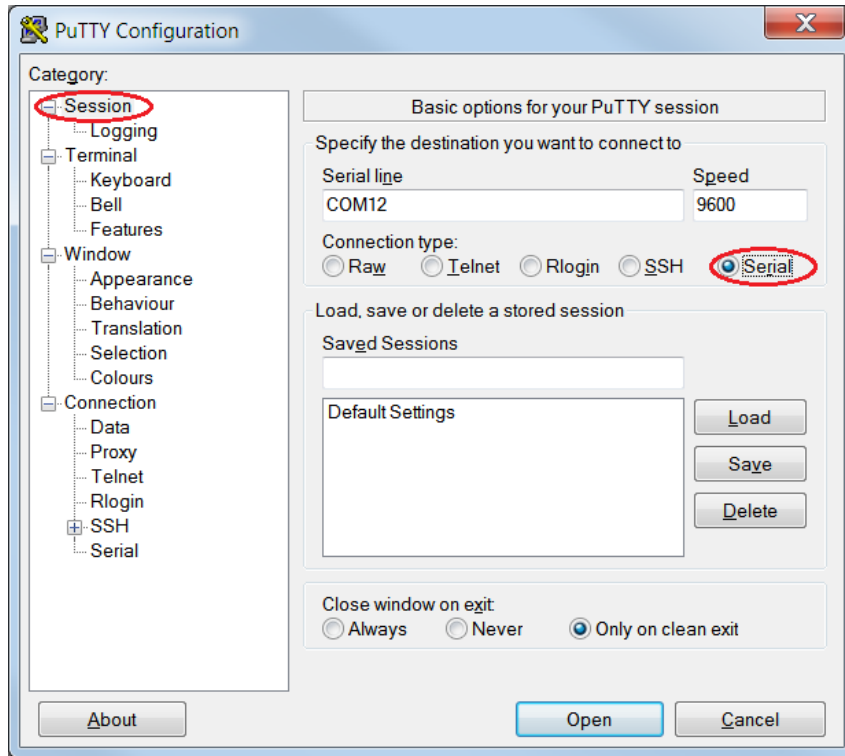 PuTTY Configuration
X
Category:
Session
Logging
Terminal
Keyboard
Bell
Features
Window
Appearance
Behaviour
Translation
Selection
Colours
Connection
Data
Proxy
Telnet
Rlogin
SSH
Serial
Basic options for your PuTTY session
Specify the destination you want to connect to
Serial line Speed
COM12 9600
Connection type:
Raw Telnet Rlogin SSH Serial
Load, save or delete a stored session
Saved Sessions
Default Settings
Load
Save
Delete
Close window on exit:
Always Never Only on clean exit
About Open Cancel